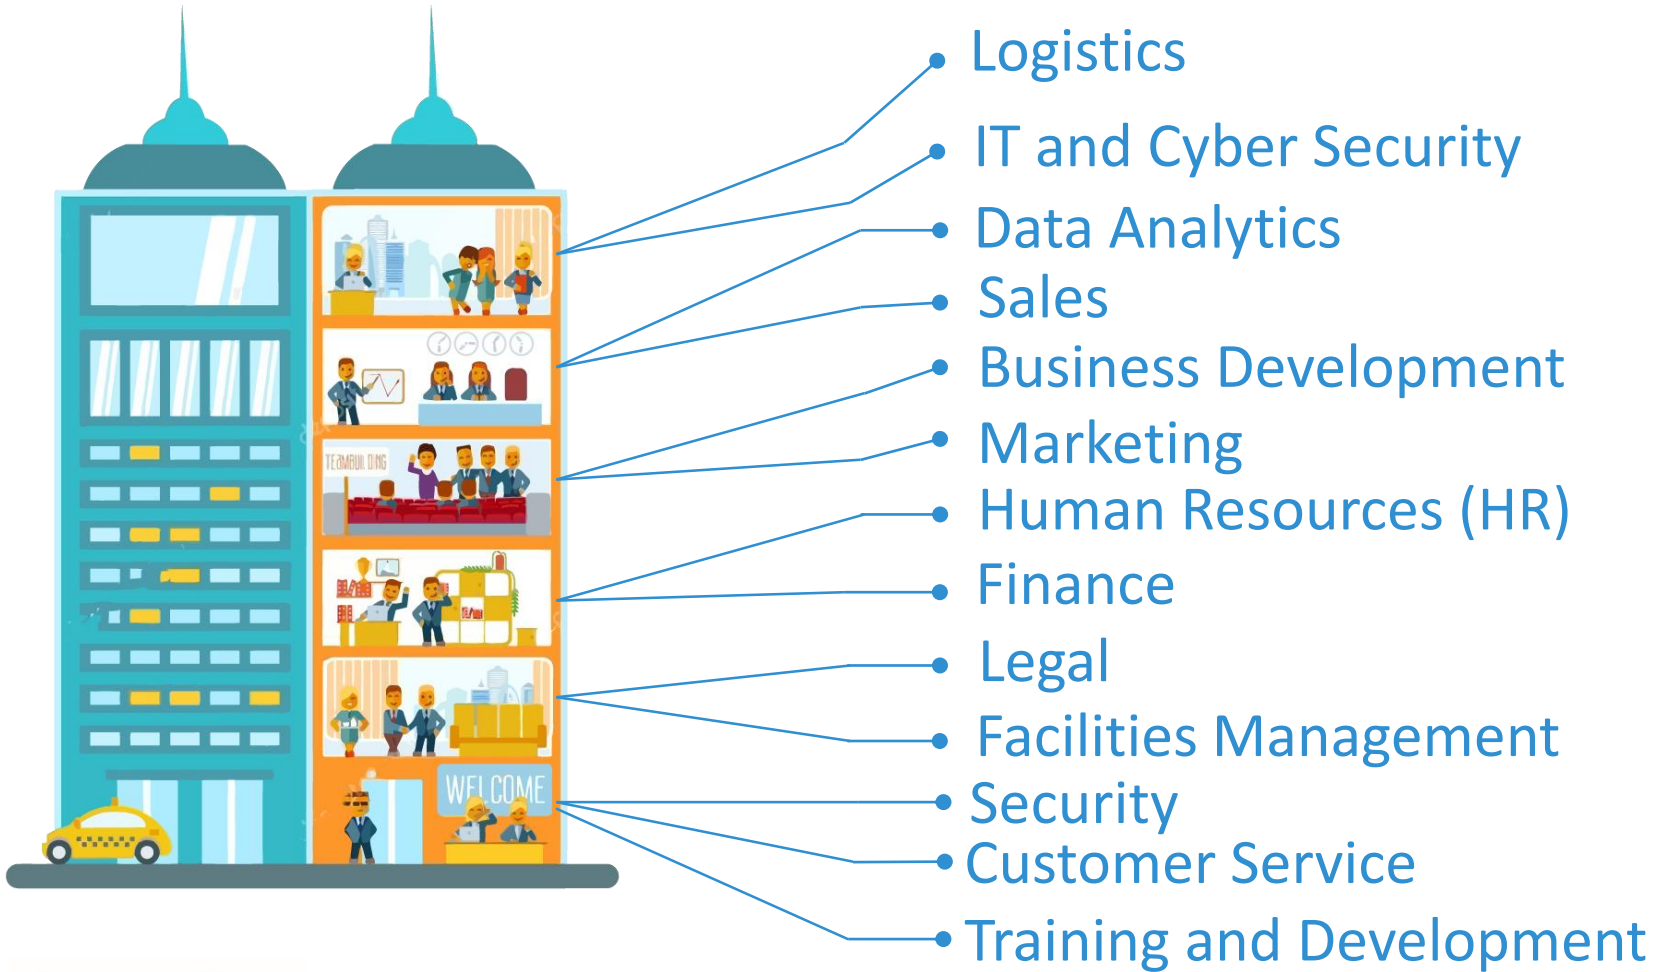 Logistics
IT and Cyber Security
Data Analytics
Sales
Business Development
TEAMBUILDING
Marketing
Human Resources (HR)
Finance
Legal
Facilities Management
WELCOME
Security
Customer Service
Training and Development